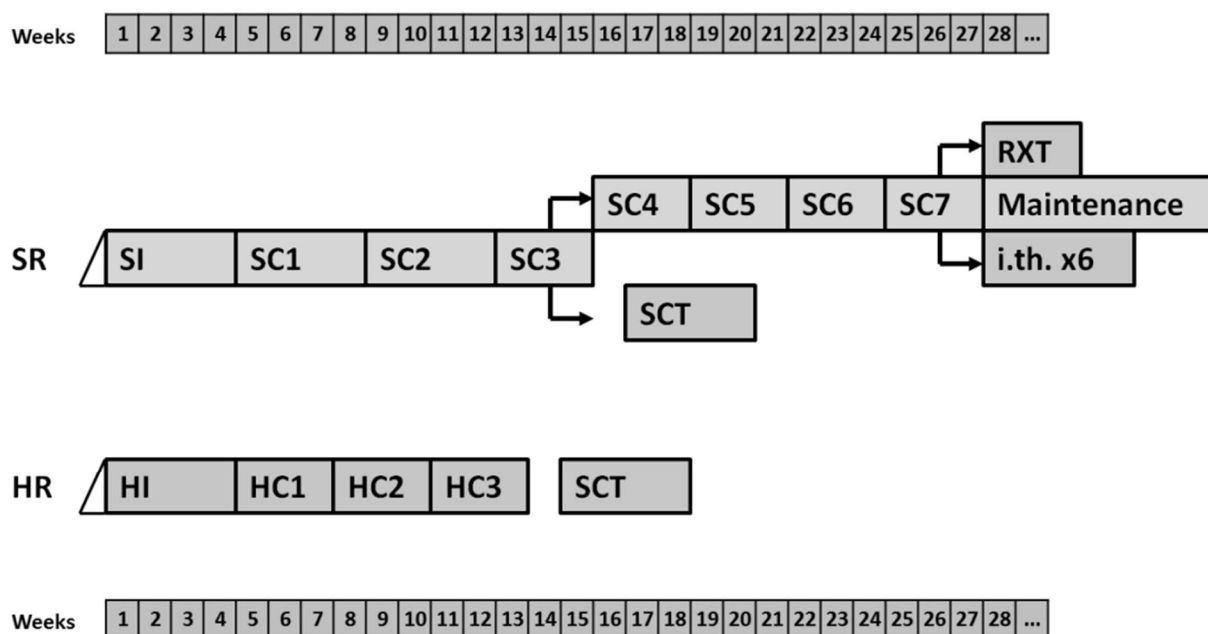 Weeks 1 2 3 4 5 6 7 8 9 10 11 12 13 14 15 16 17 18 19 20 21 22 23 24 25 26 27 28 ...
RXT
SC4 SC5 SC6 SC7 Maintenance
SR SI SC1 SC2 SC3 i.th. x6
SCT
HR HI HC1 HC2 HC3 SCT
Weeks 1 2 3 4 5 6 7 8 9 10 11 12 13 14 15 16 17 18 19 20 21 22 23 24 25 26 27 28 ...